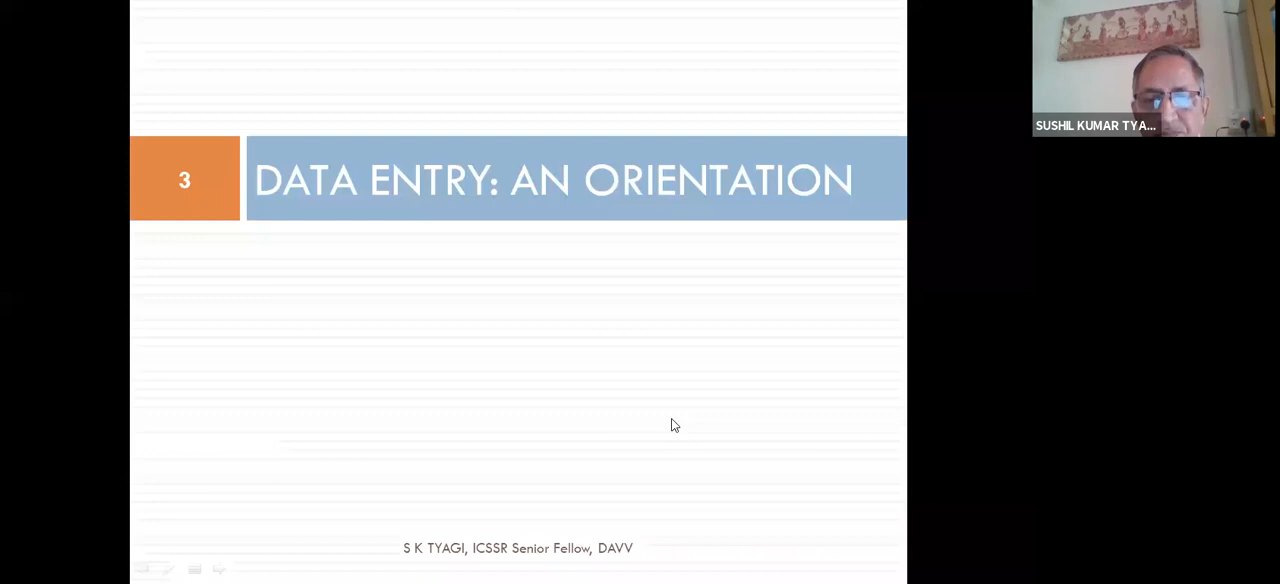 3
DATA ENTRY: AN ORIENTATION
S K TYAGI, ICSSR Senior Fellow, DAVV
SUSHIL KUMAR TYA...